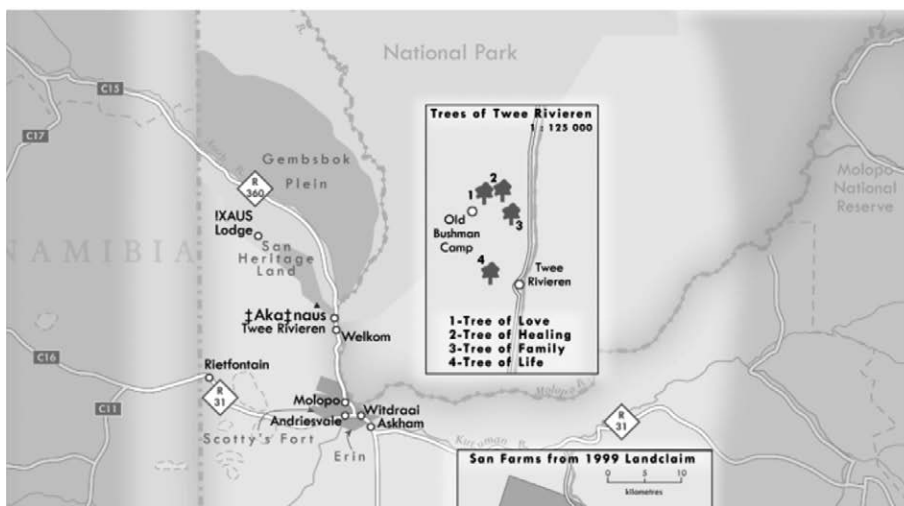 National Park
C15
C17
Trees of Twee Rivieren
1 : 125 000
Gembsbok
Plein
R
360
!XAUS
Lodge
San
Heritage
Land
NAMIBIA
Molopo
National
Reserve
1
2
3
4
Old
Bushman
Camp
Twee
Rivieren
1-Tree of Love
2-Tree of Healing
3-Tree of Family
4-Tree of Life
‡Aka‡naus
Twee Rivieren
Welkom
C16
Rietfontain
C11
R
31
Molopo
Molopo R.
Andriesvale
Witdraai
Askham
Scotty's Fort
Erin
R
31
San Farms from 1999 Landclaim
0 5 10
kilometres